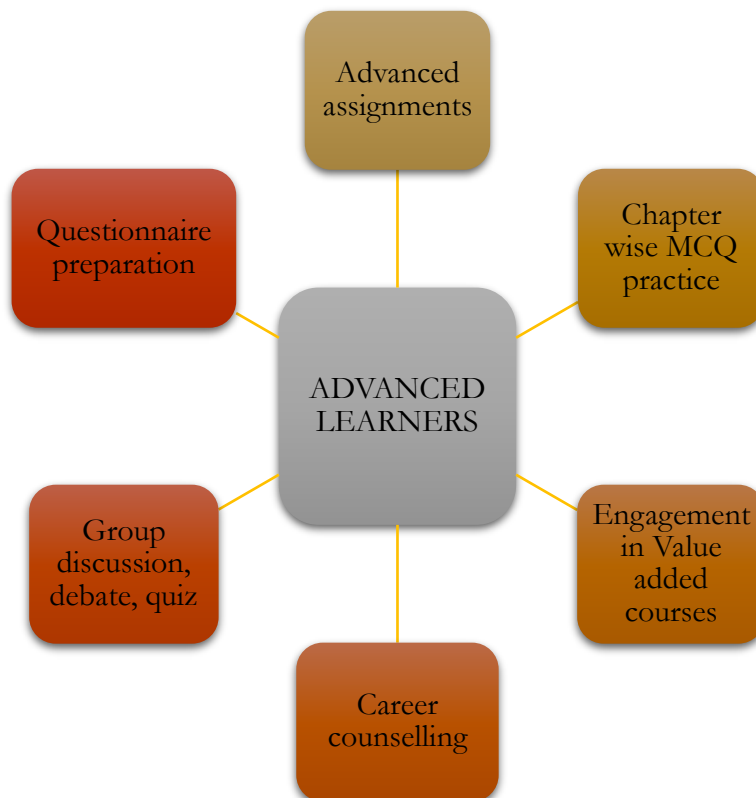 Advanced
assignments
Questionnaire
preparation
Chapter
wise MCQ
practice
ADVANCED
LEARNERS
Group
discussion,
debate, quiz
Engagement
in Value
added
courses
Career
counselling